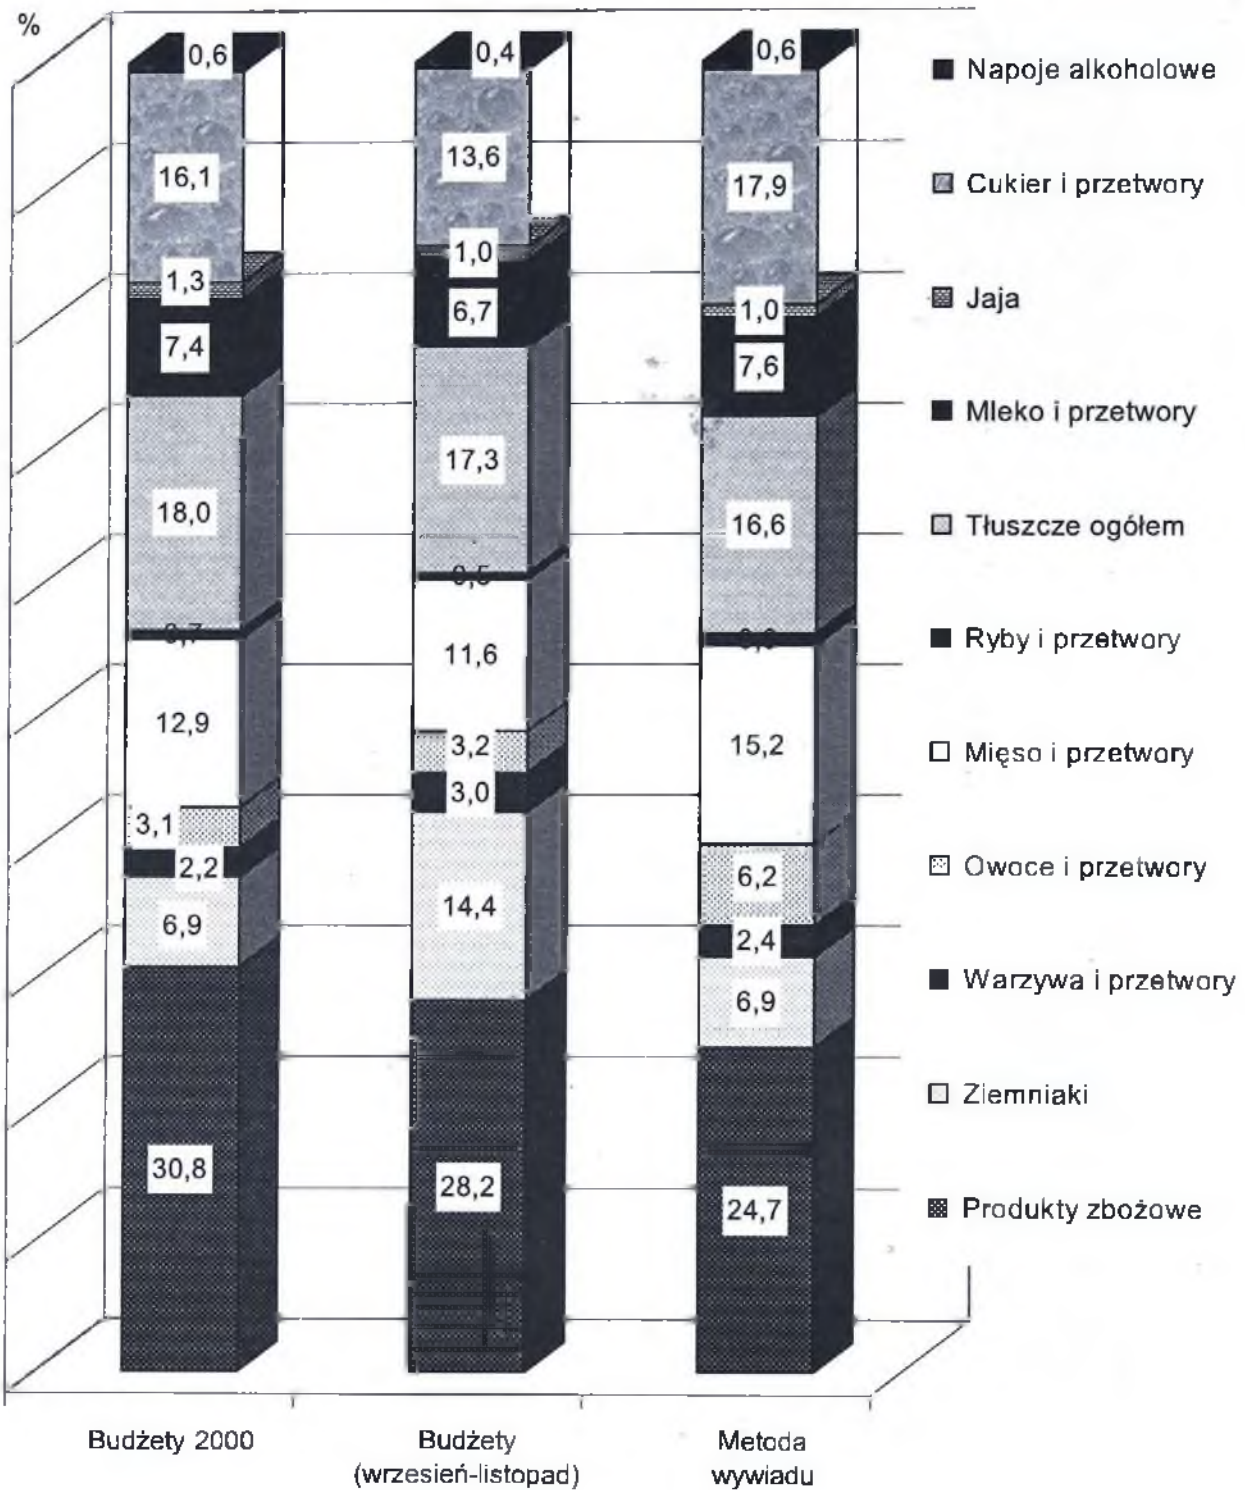 %
0,6
16,1
1,3
7,4
18,0
0,7
12,9
3,1
2,2
6,9
30,8
0,4
13,6
1,0
6,7
17,3
0,5
11,6
3,2
3,0
14,4
28,2
0,6
17,9
1,0
7,6
16,6
15,2
6,2
2,4
6,9
24,7
Napoje alkoholowe
Cukier i przetwory
Jaja
Mleko i przetwory
Tłuszcze ogółem
Ryby i przetwory
Mięso i przetwory
Owoce i przetwory
Warzywa i przetwory
Ziemniaki
Produkty zbożowe
Budżety 2000
Budżety
(wrzesień-listopad)
Metoda
wywiadu